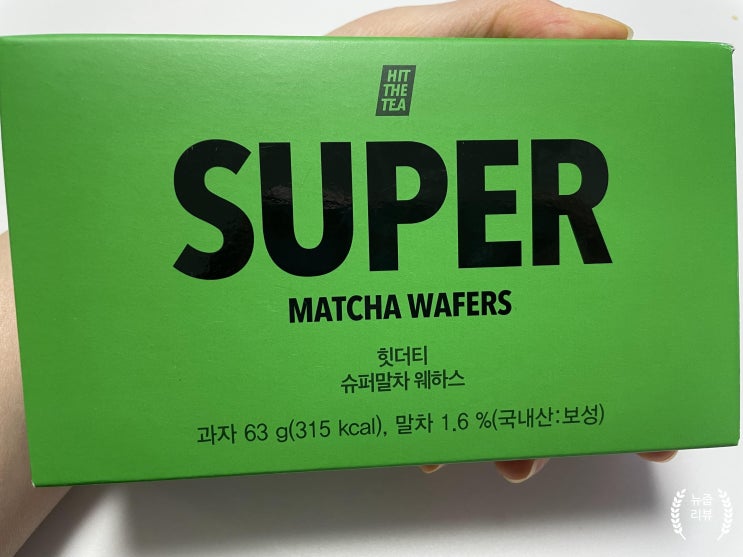 HIT
THE
TEA
SUPER
MATCHA WAFERS
힛더티
슈퍼말차 웨하스
과자 63 g(315 kcal), 말차 1.6 %(국내산:보성)
뉴즐
리뷰